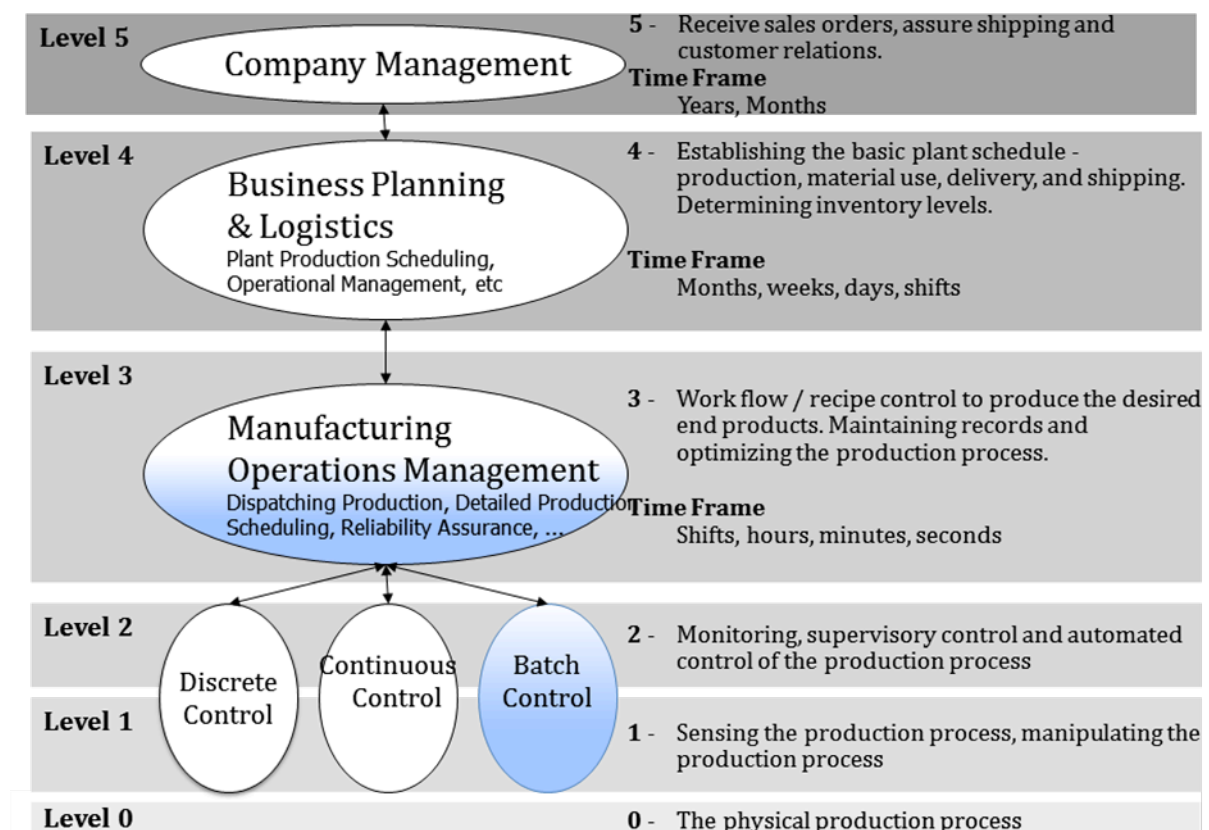 Level 5
Company Management
5 - Receive sales orders, assure shipping and
customer relations.
Time Frame
Years, Months
Level 4
Business Planning
& Logistics
Plant Production Scheduling,
Operational Management, etc
4 - Establishing the basic plant schedule -
production, material use, delivery, and shipping.
Determining inventory levels.
Time Frame
Months, weeks, days, shifts
Level 3
Manufacturing
Operations Management
Dispatching Production, Detailed Production
Scheduling, Reliability Assurance, ...
3 - Work flow / recipe control to produce the desired
end products. Maintaining records and
optimizing the production process.
Time Frame
Shifts, hours, minutes, seconds
Level 2
Level 1
Discrete
Control
Continuous
Control
Batch
Control
2 - Monitoring, supervisory control and automated
control of the production process
1 - Sensing the production process, manipulating the
production process
Level 0
0 - The physical production process